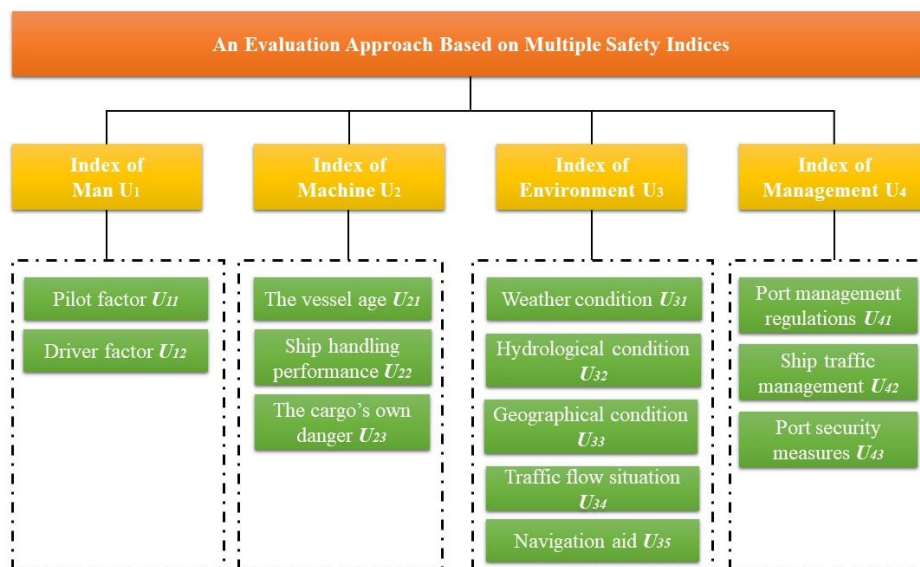 An Evaluation Approach Based on Multiple Safety Indices
Index of
Man U₁
Index of
Machine U₂
Index of
Environment U₃
Index of
Management U₄
Pilot factor U₁₁
Driver factor U₁₂
The vessel age U₂₁
Ship handling
performance U₂₂
The cargo’s own
danger U₂₃
Weather condition U₃₁
Hydrological condition
U₃₂
Geographical condition
U₃₃
Traffic flow situation
U₃₄
Navigation aid U₃₅
Port management
regulations U₄₁
Ship traffic
management U₄₂
Port security
measures U₄₃